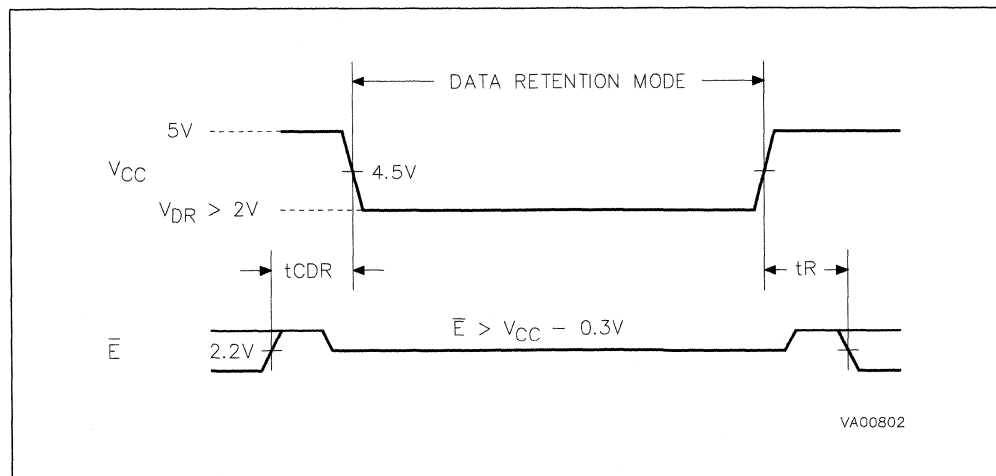 DATA RETENTION MODE
5V
VCC
4.5V
VDR > 2V
tCDR
tR
E̅
2.2V
E̅ > VCC – 0.3V
VA00802